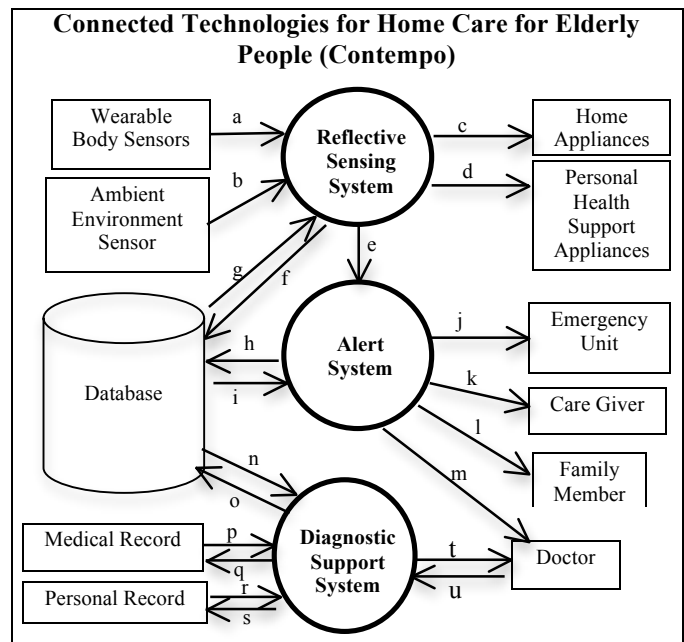 Connected Technologies for Home Care for Elderly
People (Contempo)
Wearable
Body Sensors
a
Reflective
Sensing
System
c
Home
Appliances
Ambient
Environment
Sensor
b
d
Personal
Health
Support
Appliances
g
f
e
Database
h
i
Alert
System
j
Emergency
Unit
k
Care Giver
l
Family
Member
m
n
o
Medical Record
p
q
Diagnostic
Support
System
t
u
Doctor
Personal Record
r
s